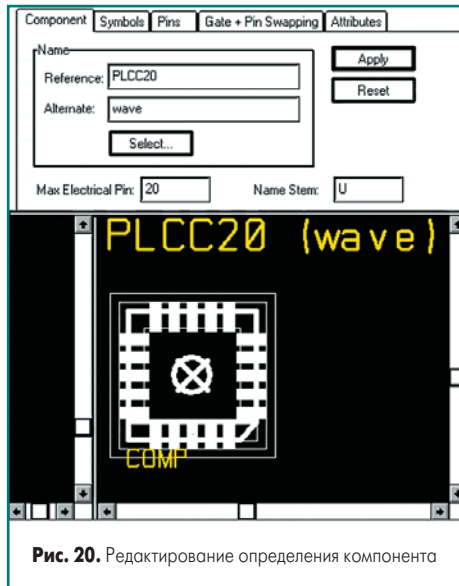 Component Symbols Pins Gate + Pin Swapping Attributes
Name
Reference: PLCC20
Apply
Reset
Alternate: wave
Select...
Max Electrical Pin: 20 Name Stem: U
PLCC20 (wave)
COMP
Рис. 20. Редактирование определения компонента